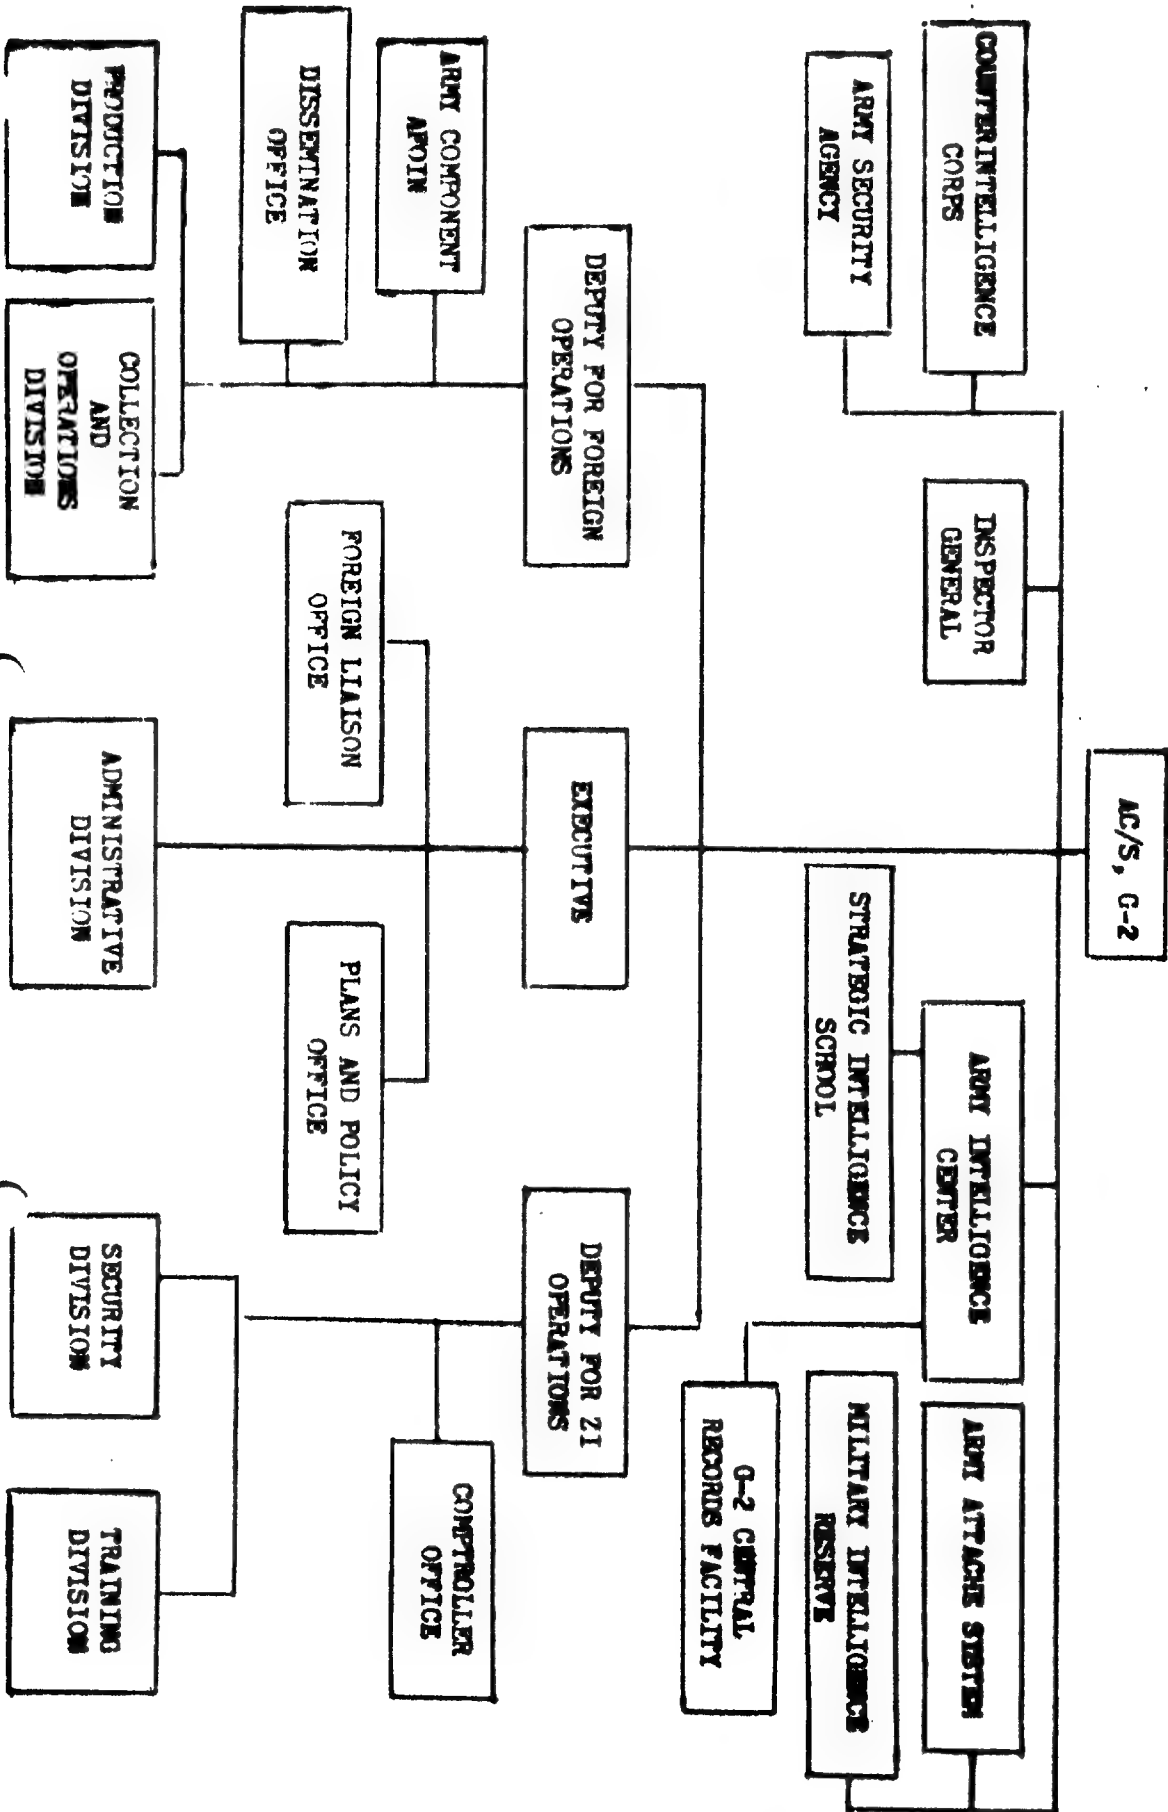 AC/S, G-2
COUNTERINTELLIGENCE
CORPS
INSPECTOR
GENERAL
ARMY INTELLIGENCE
CENTER
ARMY ATTACHE SYSTEM
ARMY SECURITY
AGENCY
STRATEGIC INTELLIGENCE
SCHOOL
MILITARY INTELLIGENCE
RESERVE
G-2 CENTRAL
RECORDS FACILITY
DEPUTY FOR FOREIGN
OPERATIONS
EXECUTIVE
DEPUTY FOR ZI
OPERATIONS
ARMY COMPONENT
AFOIN
COMPTROLLER
OFFICE
DISSEMINATION
OFFICE
FOREIGN LIAISON
OFFICE
PLANS AND POLICY
OFFICE
PRODUCTION
DIVISION
COLLECTION
AND
OPERATIONS
DIVISION
ADMINISTRATIVE
DIVISION
SECURITY
DIVISION
TRAINING
DIVISION